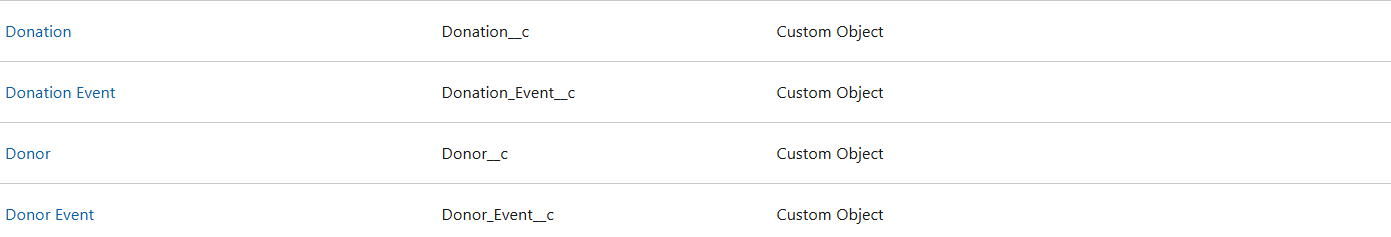 Donation Donation__c Custom Object
Donation Event Donation_Event__c Custom Object
Donor Donor__c Custom Object
Donor Event Donor_Event__c Custom Object